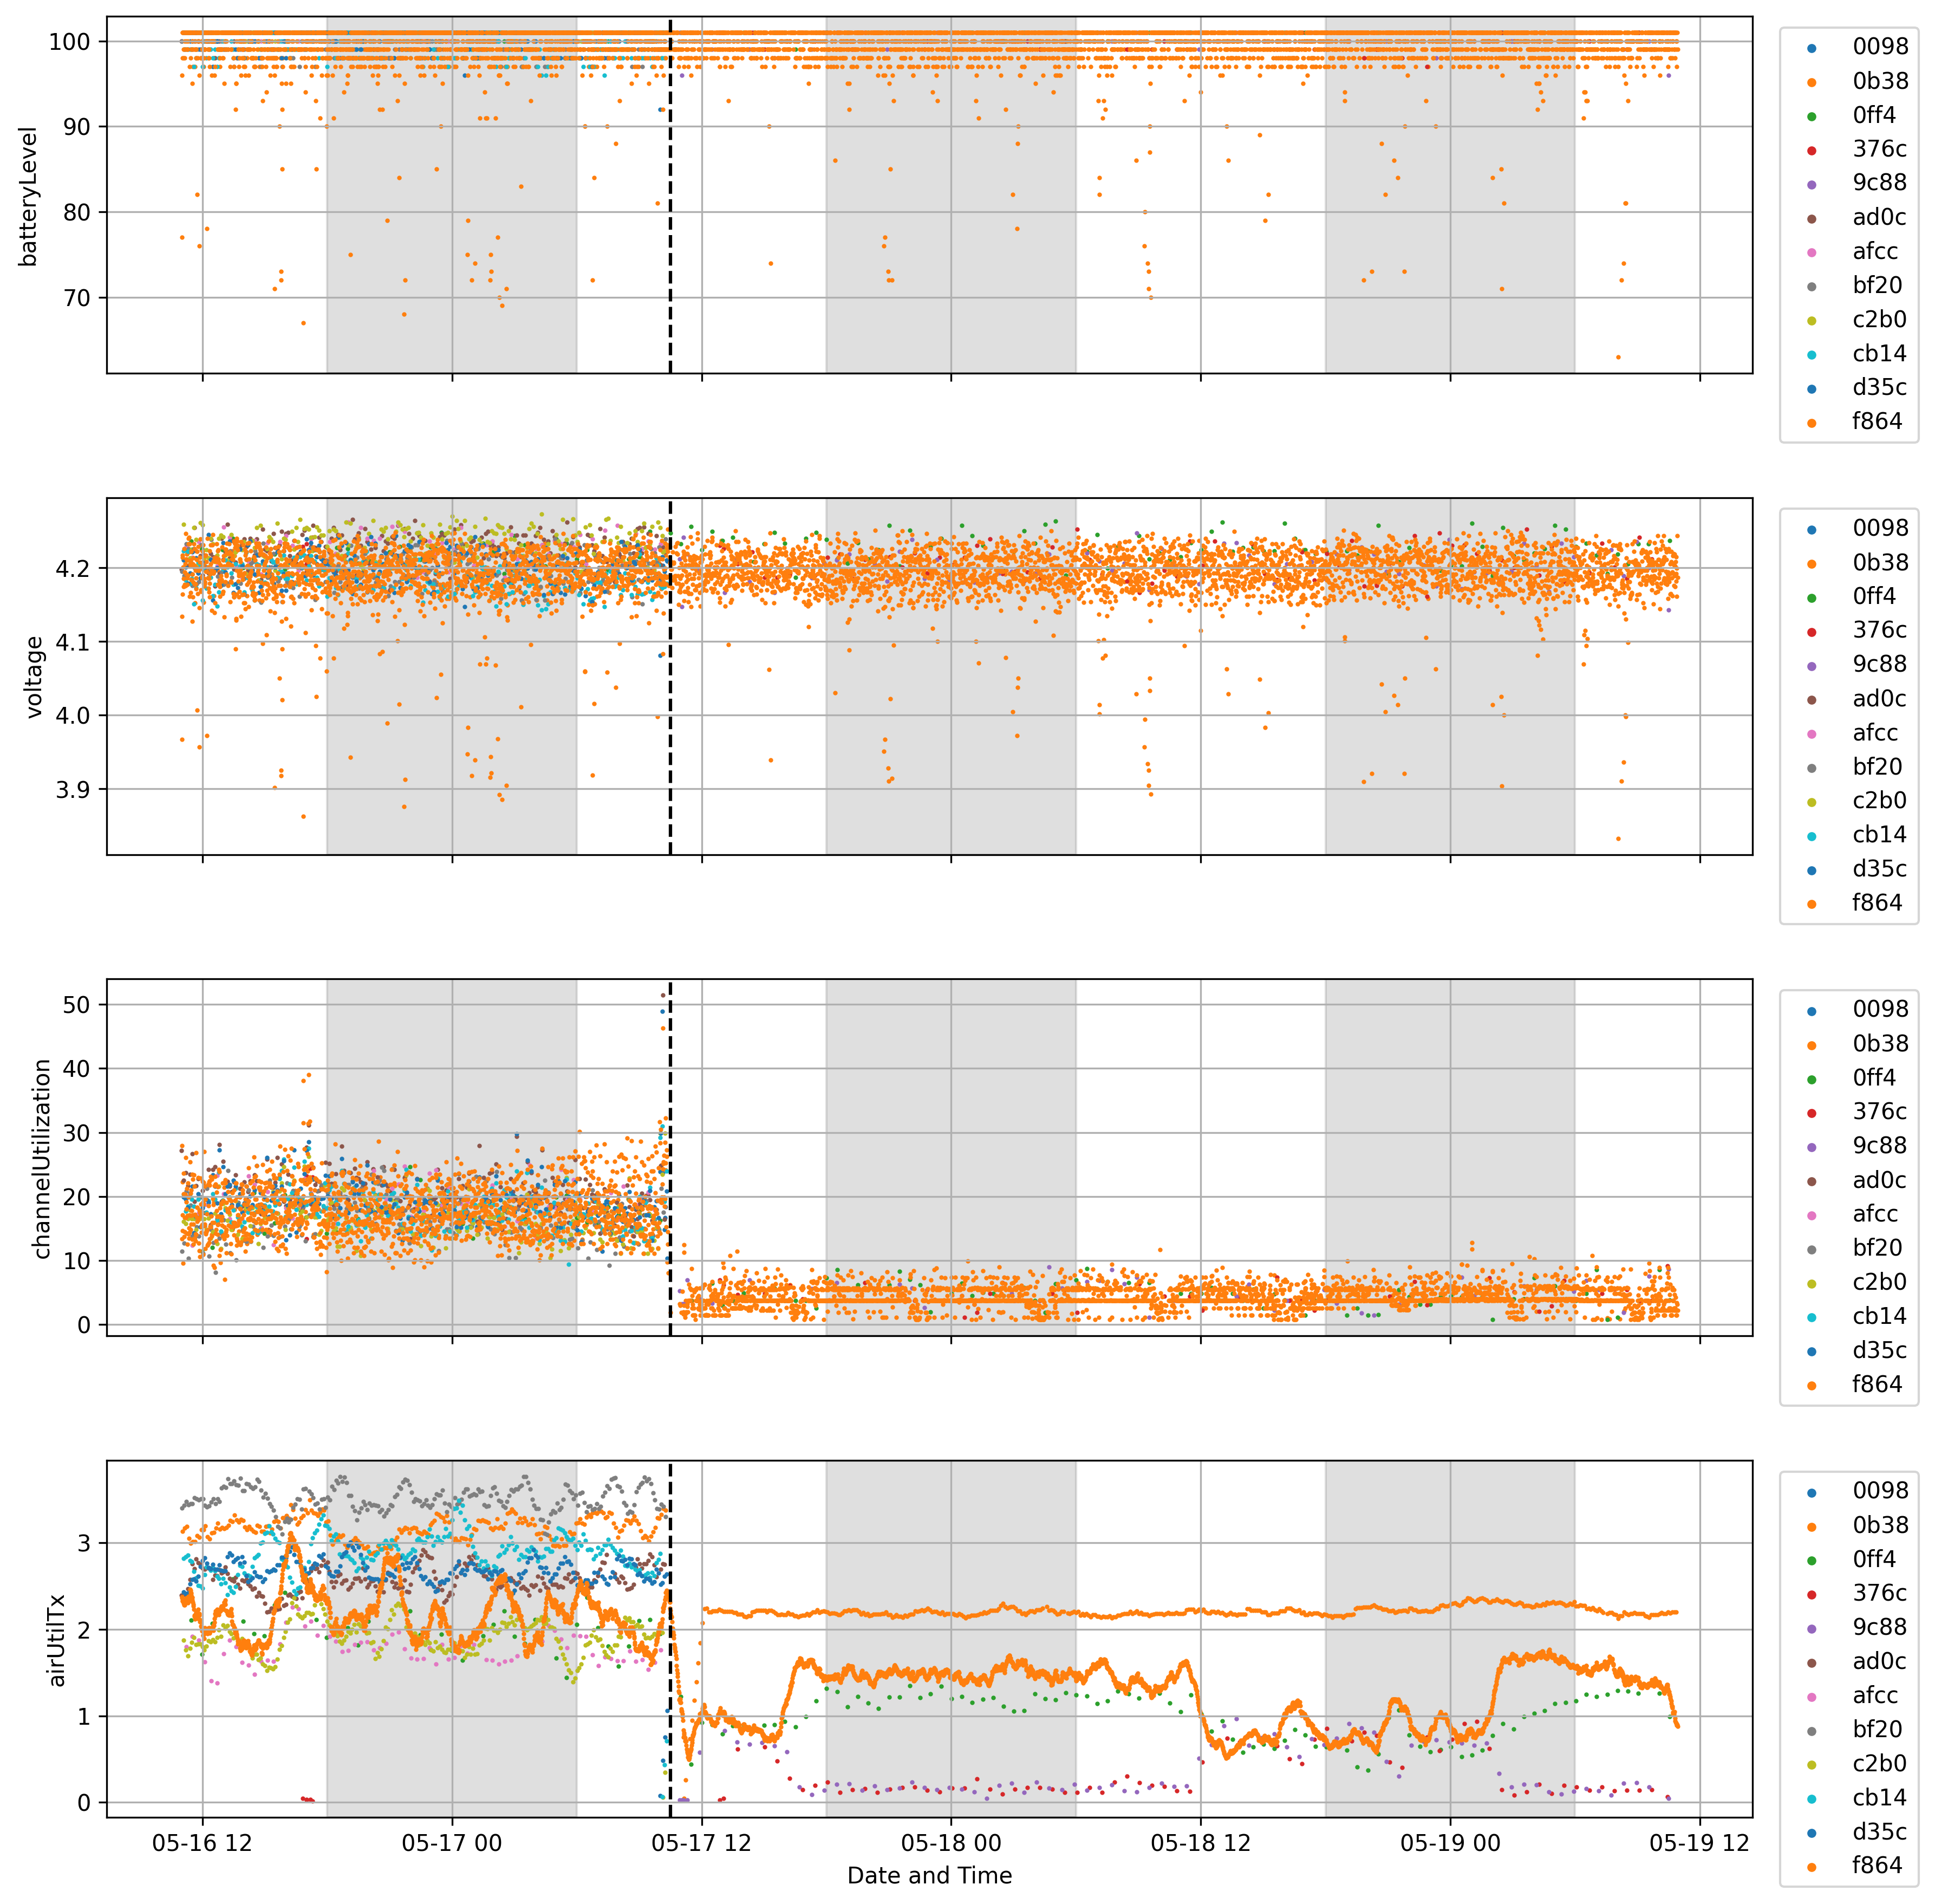 batteryLevel
100
90
80
70
0098
0b38
0ff4
376c
9c88
ad0c
afcc
bf20
c2b0
cb14
d35c
f864
voltage
4.2
4.1
4.0
3.9
0098
0b38
0ff4
376c
9c88
ad0c
afcc
bf20
c2b0
cb14
d35c
f864
channelUtilization
50
40
30
20
10
0
0098
0b38
0ff4
376c
9c88
ad0c
afcc
bf20
c2b0
cb14
d35c
f864
airUtilTx
3
2
1
0
0098
0b38
0ff4
376c
9c88
ad0c
afcc
bf20
c2b0
cb14
d35c
f864
05-16 12 05-17 00 05-17 12 05-18 00 05-18 12 05-19 00 05-19 12
Date and Time